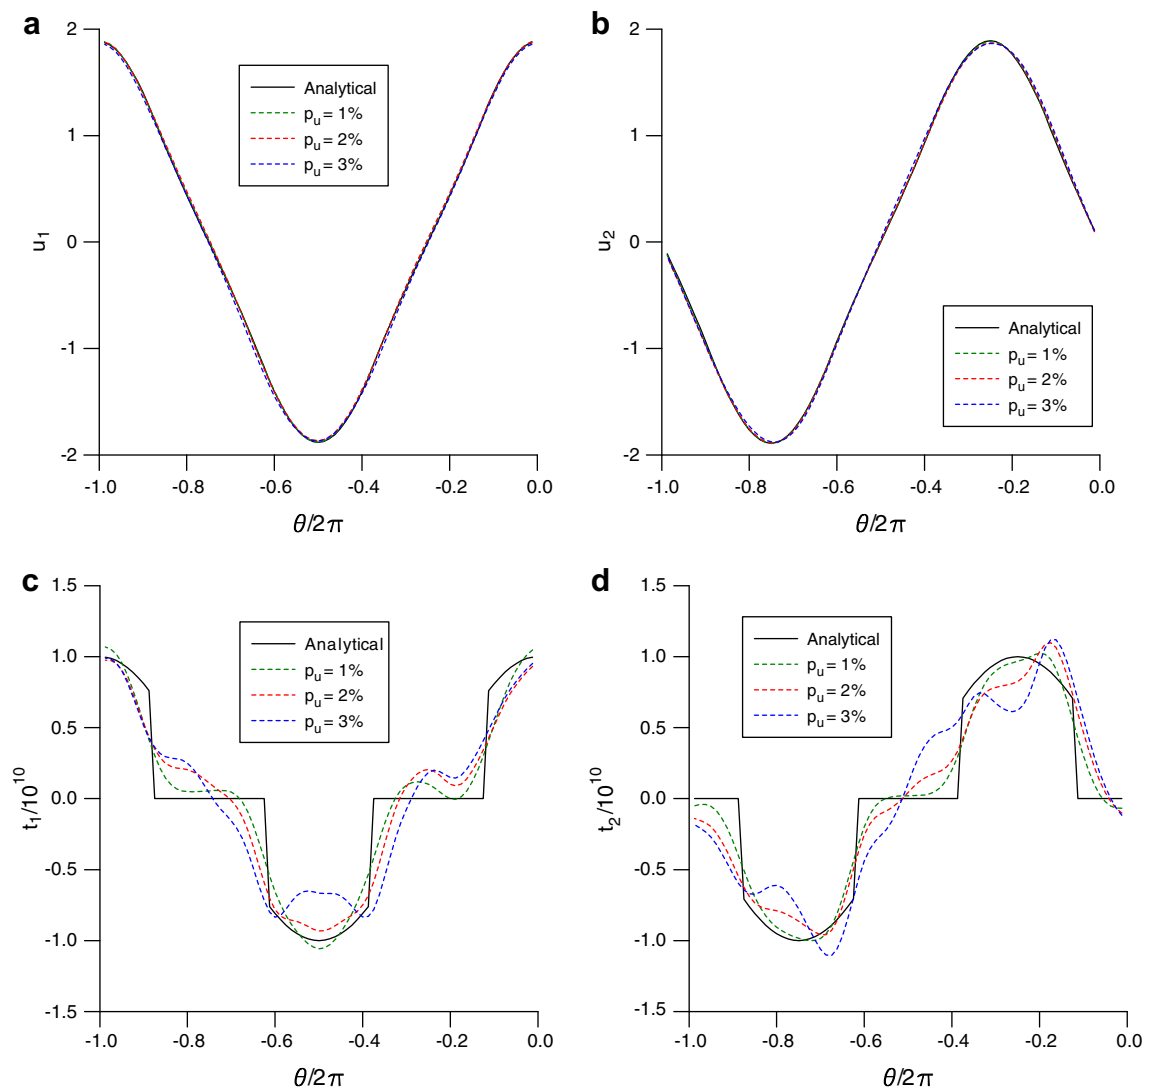 a
2
1
0
-1
-2
u1
Analytical
pu = 1%
pu = 2%
pu = 3%
-1.0 -0.8 -0.6 -0.4 -0.2 0.0
θ/2π
b
2
1
0
-1
-2
u2
Analytical
pu = 1%
pu = 2%
pu = 3%
-1.0 -0.8 -0.6 -0.4 -0.2 0.0
θ/2π
c
1.5
1.0
0.5
0.0
-0.5
-1.0
-1.5
t1/10^10
Analytical
pu = 1%
pu = 2%
pu = 3%
-1.0 -0.8 -0.6 -0.4 -0.2 0.0
θ/2π
d
1.5
1.0
0.5
0.0
-0.5
-1.0
-1.5
t2/10^10
Analytical
pu = 1%
pu = 2%
pu = 3%
-1.0 -0.8 -0.6 -0.4 -0.2 0.0
θ/2π